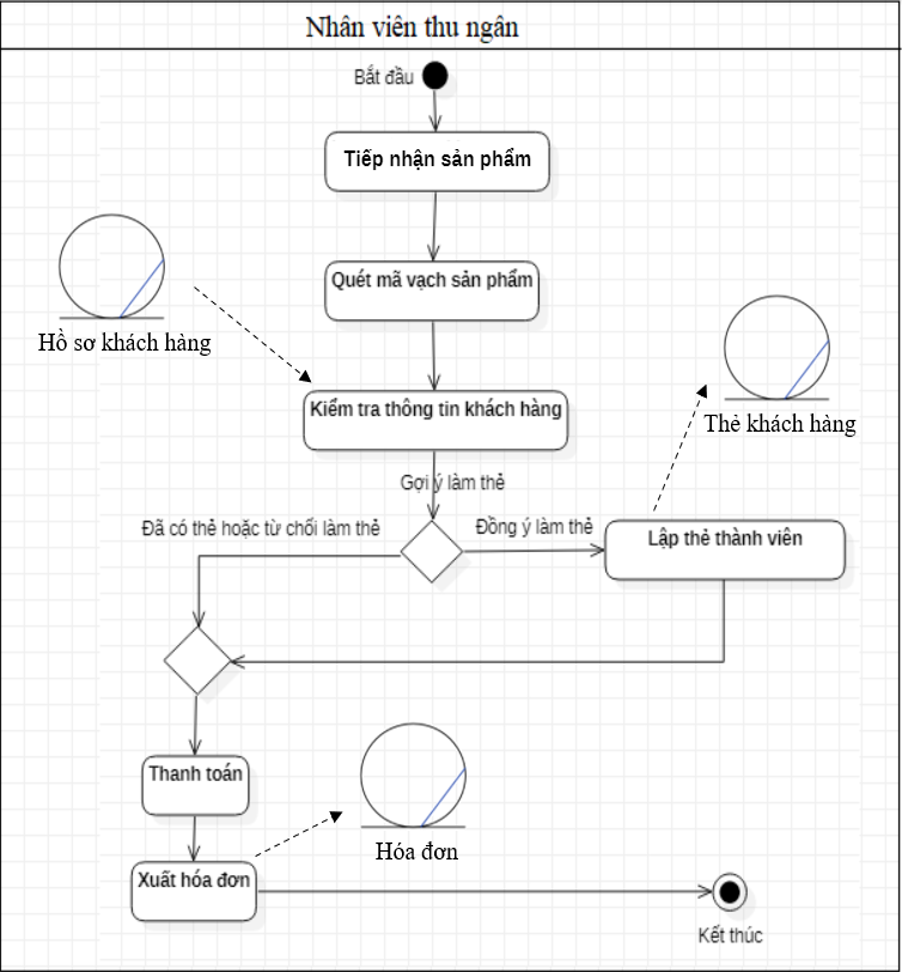 Nhân viên thu ngân
Bắt đầu
Tiếp nhận sản phẩm
Quét mã vạch sản phẩm
Hồ sơ khách hàng
Kiểm tra thông tin khách hàng
Thẻ khách hàng
Gợi ý làm thẻ
Đã có thẻ hoặc từ chối làm thẻ
Đồng ý làm thẻ
Lập thẻ thành viên
Thanh toán
Hóa đơn
Xuất hóa đơn
Kết thúc